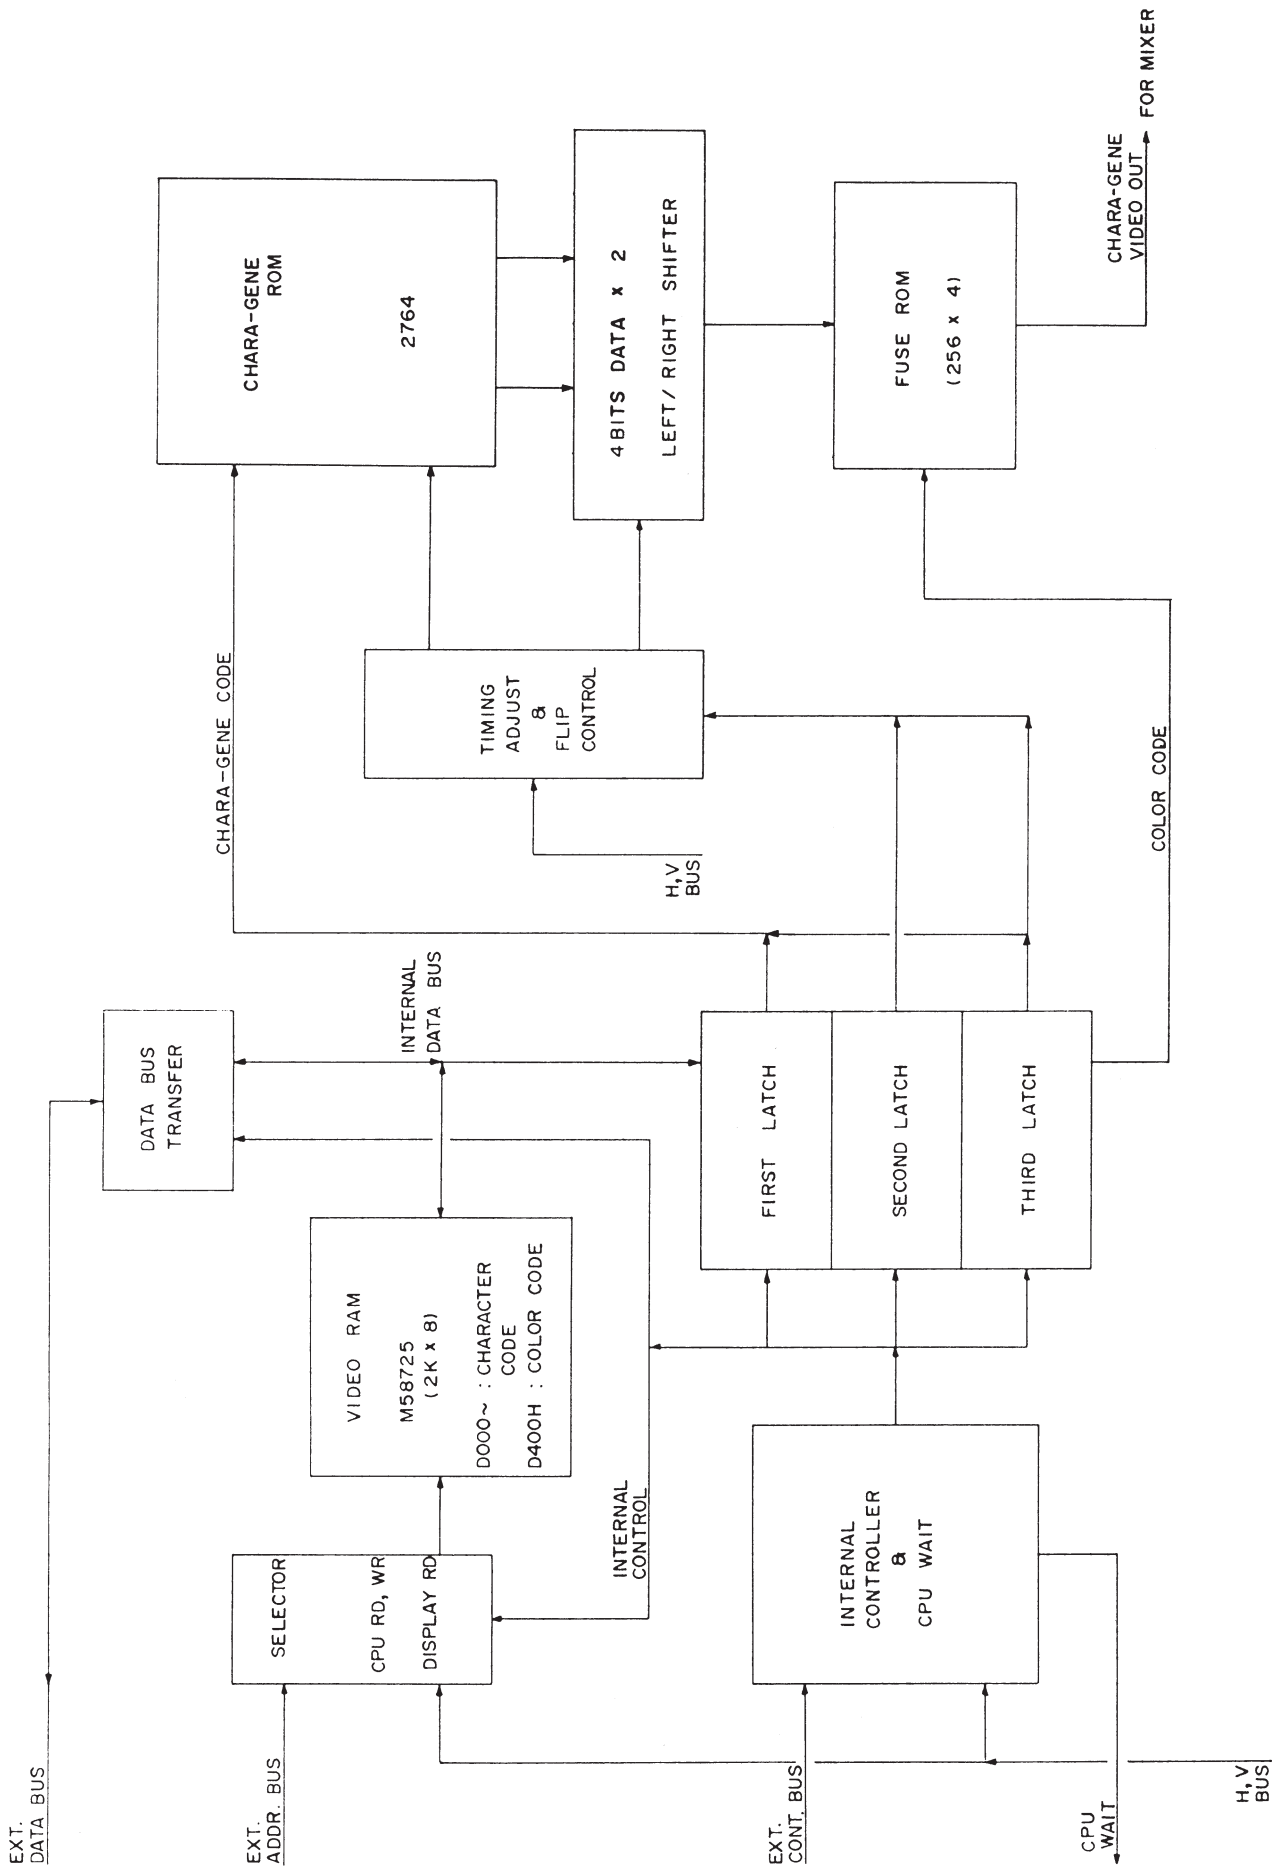 EXT.
DATA BUS
EXT.
ADDR. BUS
EXT.
CONT. BUS
CPU
WAIT
H,V
BUS
SELECTOR
CPU RD, WR
DISPLAY RD
INTERNAL
CONTROL
INTERNAL
CONTROLLER
&
CPU WAIT
VIDEO RAM
M58725
(2K x 8)
D000~ : CHARACTER
CODE
D400H : COLOR CODE
DATA BUS
TRANSFER
INTERNAL
DATA BUS
FIRST LATCH
SECOND LATCH
THIRD LATCH
H,V
BUS
CHARA-GENE CODE
TIMING
ADJUST
&
FLIP
CONTROL
COLOR CODE
CHARA-GENE
ROM
2764
4BITS DATA x 2
LEFT/RIGHT SHIFTER
FUSE ROM
(256 x 4)
CHARA-GENE
VIDEO OUT
FOR MIXER